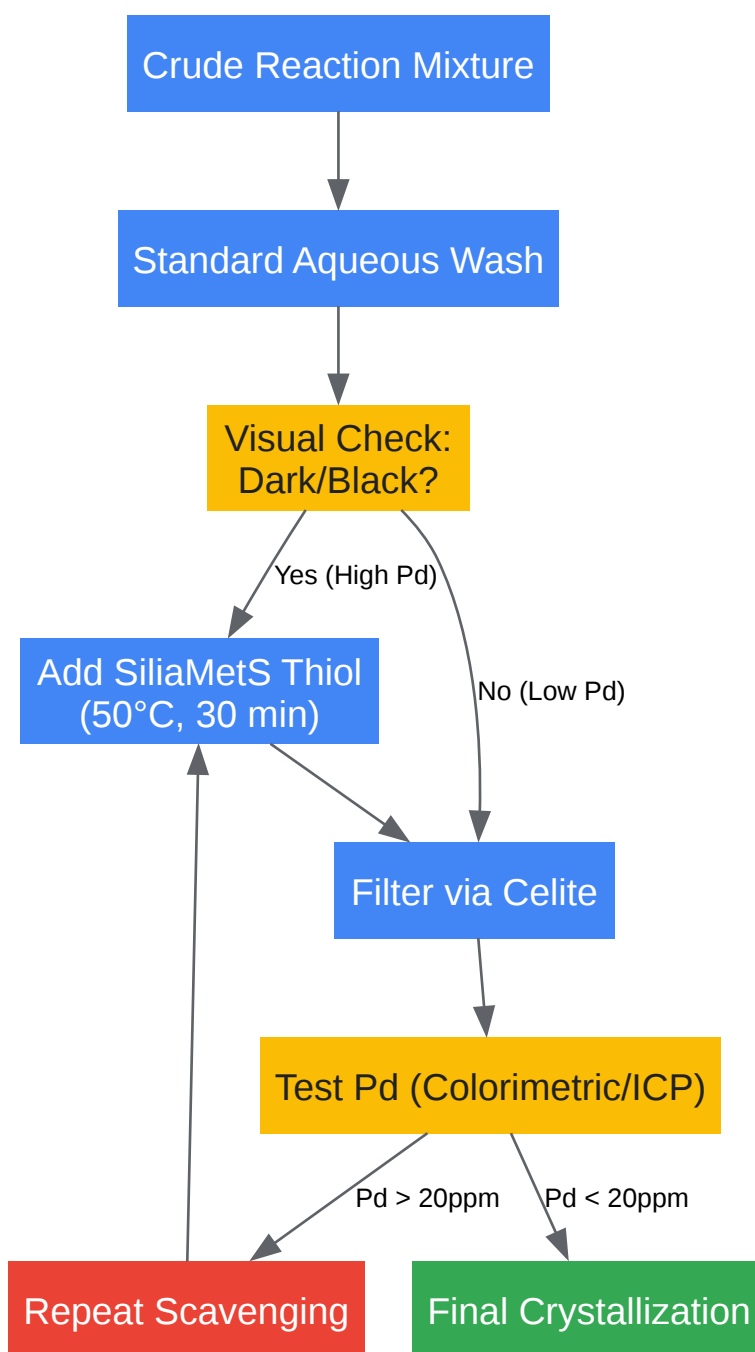 Crude Reaction Mixture
Standard Aqueous Wash
Visual Check:
Dark/Black?
Yes (High Pd)
Add SiliaMetS Thiol
(50°C, 30 min)
No (Low Pd)
Filter via Celite
Test Pd (Colorimetric/ICP)
Pd > 20ppm
Pd < 20ppm
Repeat Scavenging
Final Crystallization